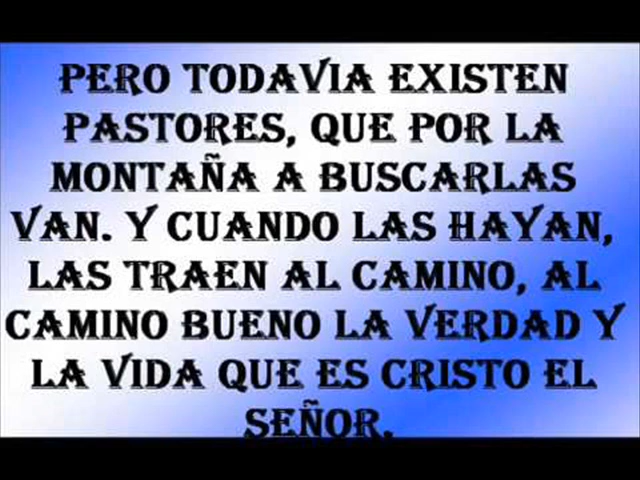 PERO TODAVIA EXISTEN
PASTORES, QUE POR LA
MONTAÑA A BUSCARLAS
VAN. Y CUANDO LAS HAYAN,
LAS TRAEN AL CAMINO, AL
CAMINO BUENO LA VERDAD Y
LA VIDA QUE ES CRISTO EL
SEÑOR.